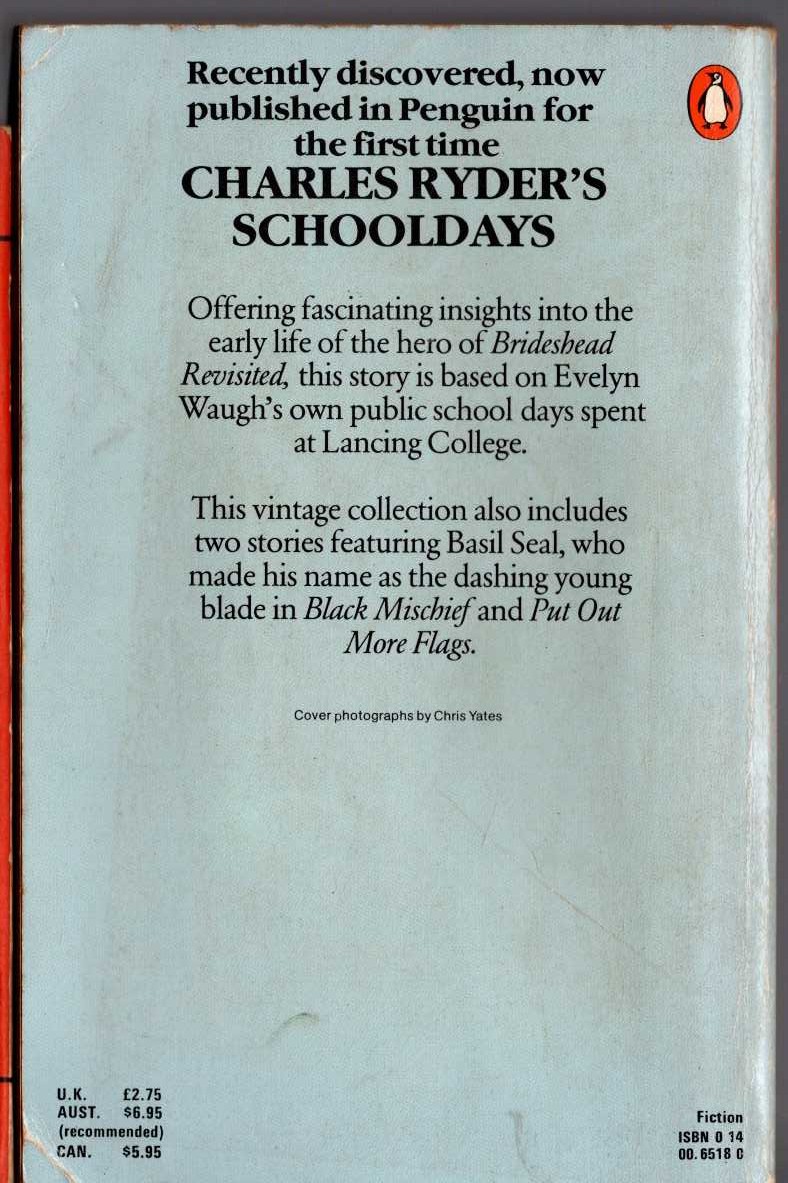 Recently discovered, now
published in Penguin for
the first time
CHARLES RYDER'S
SCHOOLDAYS
Offering fascinating insights into the
early life of the hero of Brideshead
Revisited, this story is based on Evelyn
Waugh's own public school days spent
at Lancing College.
This vintage collection also includes
two stories featuring Basil Seal, who
made his name as the dashing young
blade in Black Mischief and Put Out
More Flags.
Cover photographs by Chris Yates
U.K. £2.75
AUST. $6.95
(recommended)
CAN. $5.95
Fiction
ISBN 0 14
00.6518 0